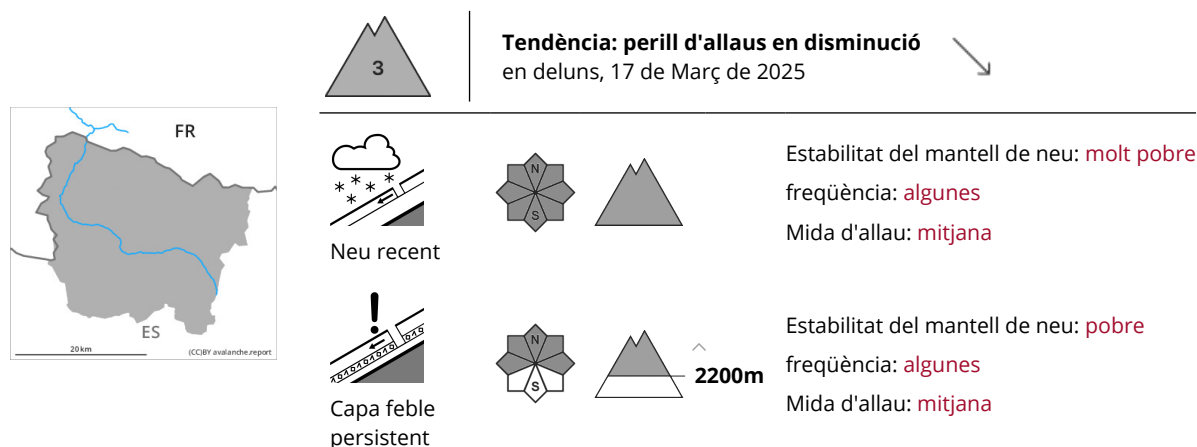 3
Tendència: perill d'allaus en disminució
en deluns, 17 de Març de 2025
FR
ES
20 km
(CC)BY avalanche.report
N
S
Neu recent
Estabilitat del mantell de neu: molt pobre
freqüència: algunes
Mida d'allau: mitjana
N
S
2200m
Capa feble
persistent
Estabilitat del mantell de neu: pobre
freqüència: algunes
Mida d'allau: mitjana